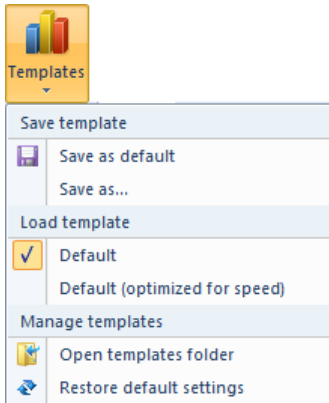 Templates
Save template
Save as default
Save as...
Load template
Default
Default (optimized for speed)
Manage templates
Open templates folder
Restore default settings